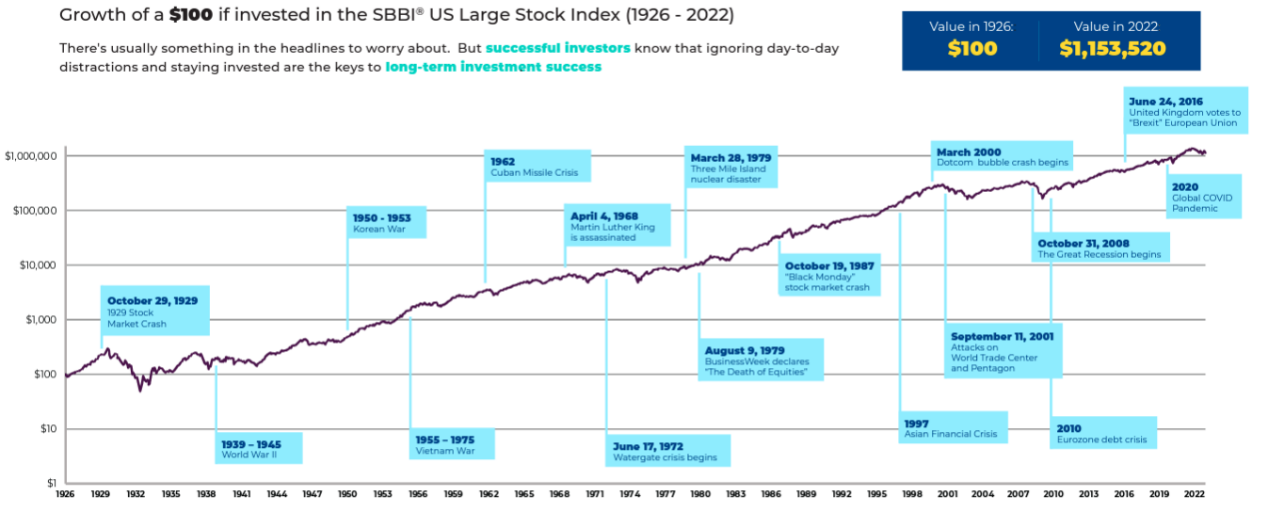 Growth of a $100 if invested in the SBBI® US Large Stock Index (1926 - 2022)
There's usually something in the headlines to worry about. But successful investors know that ignoring day-to-day
distractions and staying invested are the keys to long-term investment success
Value in 1926:
$100
Value in 2022
$1,153,520
$1,000,000
$100,000
$10,000
$1,000
$100
$10
$1
October 29, 1929
1929 Stock
Market Crash
1939 – 1945
World War II
1950 - 1953
Korean War
1955 – 1975
Vietnam War
1962
Cuban Missile Crisis
April 4, 1968
Martin Luther King
is assassinated
June 17, 1972
Watergate crisis begins
March 28, 1979
Three Mile Island
nuclear disaster
August 9, 1979
BusinessWeek declares
"The Death of Equities"
October 19, 1987
"Black Monday"
stock market crash
1997
Asian Financial Crisis
March 2000
Dotcom bubble crash begins
September 11, 2001
Attacks on
World Trade Center
and Pentagon
October 31, 2008
The Great Recession begins
2010
Eurozone debt crisis
June 24, 2016
United Kingdom votes to
"Brexit" European Union
2020
Global COVID
Pandemic
1926 1929 1932 1935 1938 1941 1944 1947 1950 1953 1956 1959 1962 1965 1968 1971 1974 1977 1980 1983 1986 1989 1992 1995 1998 2001 2004 2007 2010 2013 2016 2019 2022